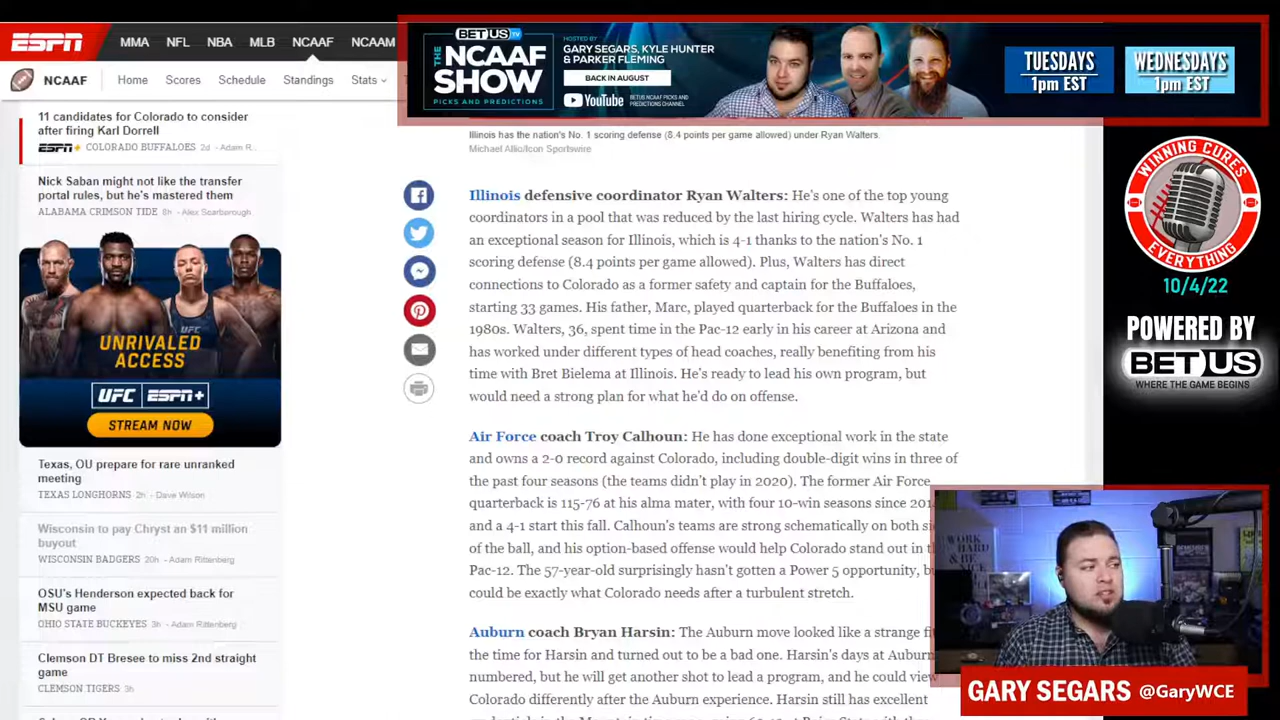 ESPN
MMA NFL NBA MLB NCAAF NCAAM
NCAAF Home Scores Schedule Standings Stats
BETUS TV
THE NCAAF SHOW
PICKS AND PREDICTIONS
HOSTED BY
GARY SEGARS, KYLE HUNTER
& PARKER FLEMING
BACK IN AUGUST
YouTube BETUS NCAAF PICKS AND
PREDICTIONS CHANNEL
TUESDAYS
1pm EST
WEDNESDAYS
1pm EST
11 candidates for Colorado to consider
after firing Karl Dorrell
ESPN+ COLORADO BUFFALOES 2d - Adam R..
Nick Saban might not like the transfer
portal rules, but he's mastered them
ALABAMA CRIMSON TIDE 8h - Alex Scarborough
UNRIVALED
ACCESS
UFC ESPN+
STREAM NOW
Texas, OU prepare for rare unranked
meeting
TEXAS LONGHORNS 2h - Dave Wilson
Wisconsin to pay Chryst an $11 million
buyout
WISCONSIN BADGERS 20h - Adam Rittenberg
OSU's Henderson expected back for
MSU game
OHIO STATE BUCKEYES 3h - Adam Rittenberg
Clemson DT Bresee to miss 2nd straight
game
CLEMSON TIGERS 3h
Illinois has the nation's No. 1 scoring defense (8.4 points per game allowed) under Ryan Walters.
Michael Allio/Icon Sportswire
Illinois defensive coordinator Ryan Walters: He's one of the top young
coordinators in a pool that was reduced by the last hiring cycle. Walters has had
an exceptional season for Illinois, which is 4-1 thanks to the nation's No. 1
scoring defense (8.4 points per game allowed). Plus, Walters has direct
connections to Colorado as a former safety and captain for the Buffaloes,
starting 33 games. His father, Marc, played quarterback for the Buffaloes in the
1980s. Walters, 36, spent time in the Pac-12 early in his career at Arizona and
has worked under different types of head coaches, really benefiting from his
time with Bret Bielema at Illinois. He's ready to lead his own program, but
would need a strong plan for what he'd do on offense.
Air Force coach Troy Calhoun: He has done exceptional work in the state
and owns a 2-0 record against Colorado, including double-digit wins in three of
the past four seasons (the teams didn't play in 2020). The former Air Force
quarterback is 115-76 at his alma mater, with four 10-win seasons since
and a 4-1 start this fall. Calhoun's teams are strong schematically on both
of the ball, and his option-based offense would help Colorado stand out in
Pac-12. The 57-year-old surprisingly hasn't gotten a Power 5 opportunity,
could be exactly what Colorado needs after a turbulent stretch.
Auburn coach Bryan Harsin: The Auburn move looked like a strange
the time for Harsin and turned out to be a bad one. Harsin's days at Auburn
numbered, but he will get another shot to lead a program, and he could view
Colorado differently after the Auburn experience. Harsin still has excellent
WINNING CURES
EVERYTHING
10/4/22
POWERED BY
BETUS
WHERE THE GAME BEGINS
WORK
HARD
& BE
NICE
GARY SEGARS @GaryWCE